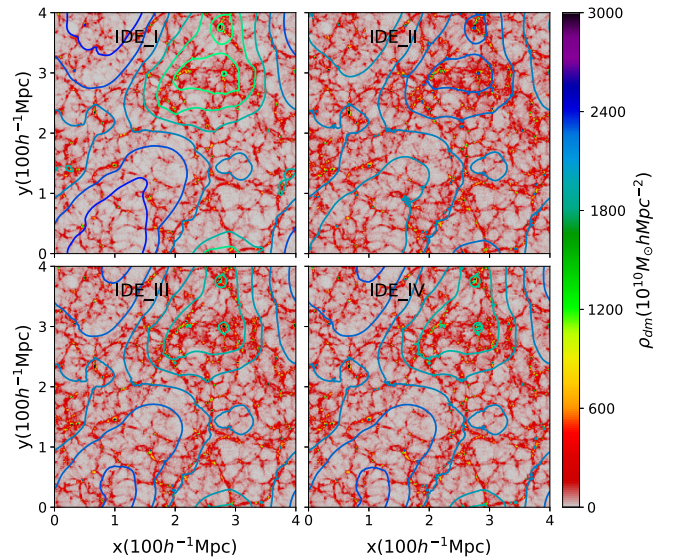 4
3
2
1
0
y(100h⁻¹Mpc)
IDE_I
IDE_II
4
3
2
1
0
y(100h⁻¹Mpc)
IDE_III
IDE_IV
0 1 2 3 4
x(100h⁻¹Mpc)
0 1 2 3 4
x(100h⁻¹Mpc)
3000
2400
1800
1200
600
0
ρ_dm(10¹⁰M_⊙hMpc⁻²)